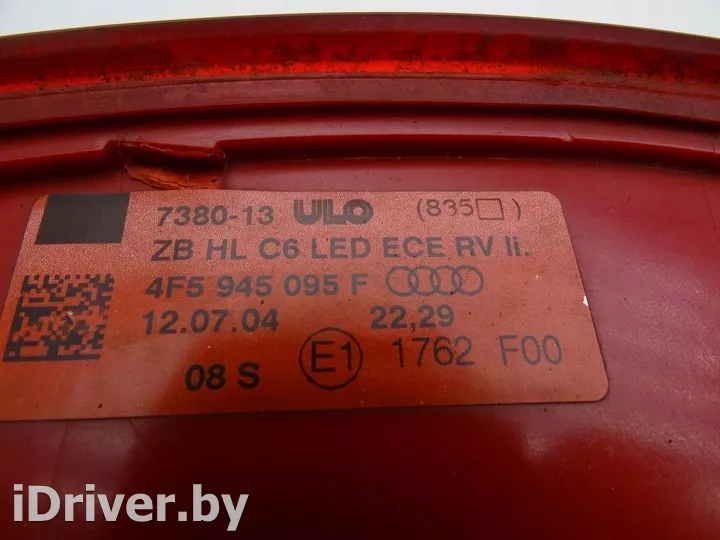 7380-13 ULO (835□)
ZB HL C6 LED ECE RV li.
4F5 945 095 F
12.07.04 22,29
08 S E1 1762 F00
iDriver.by